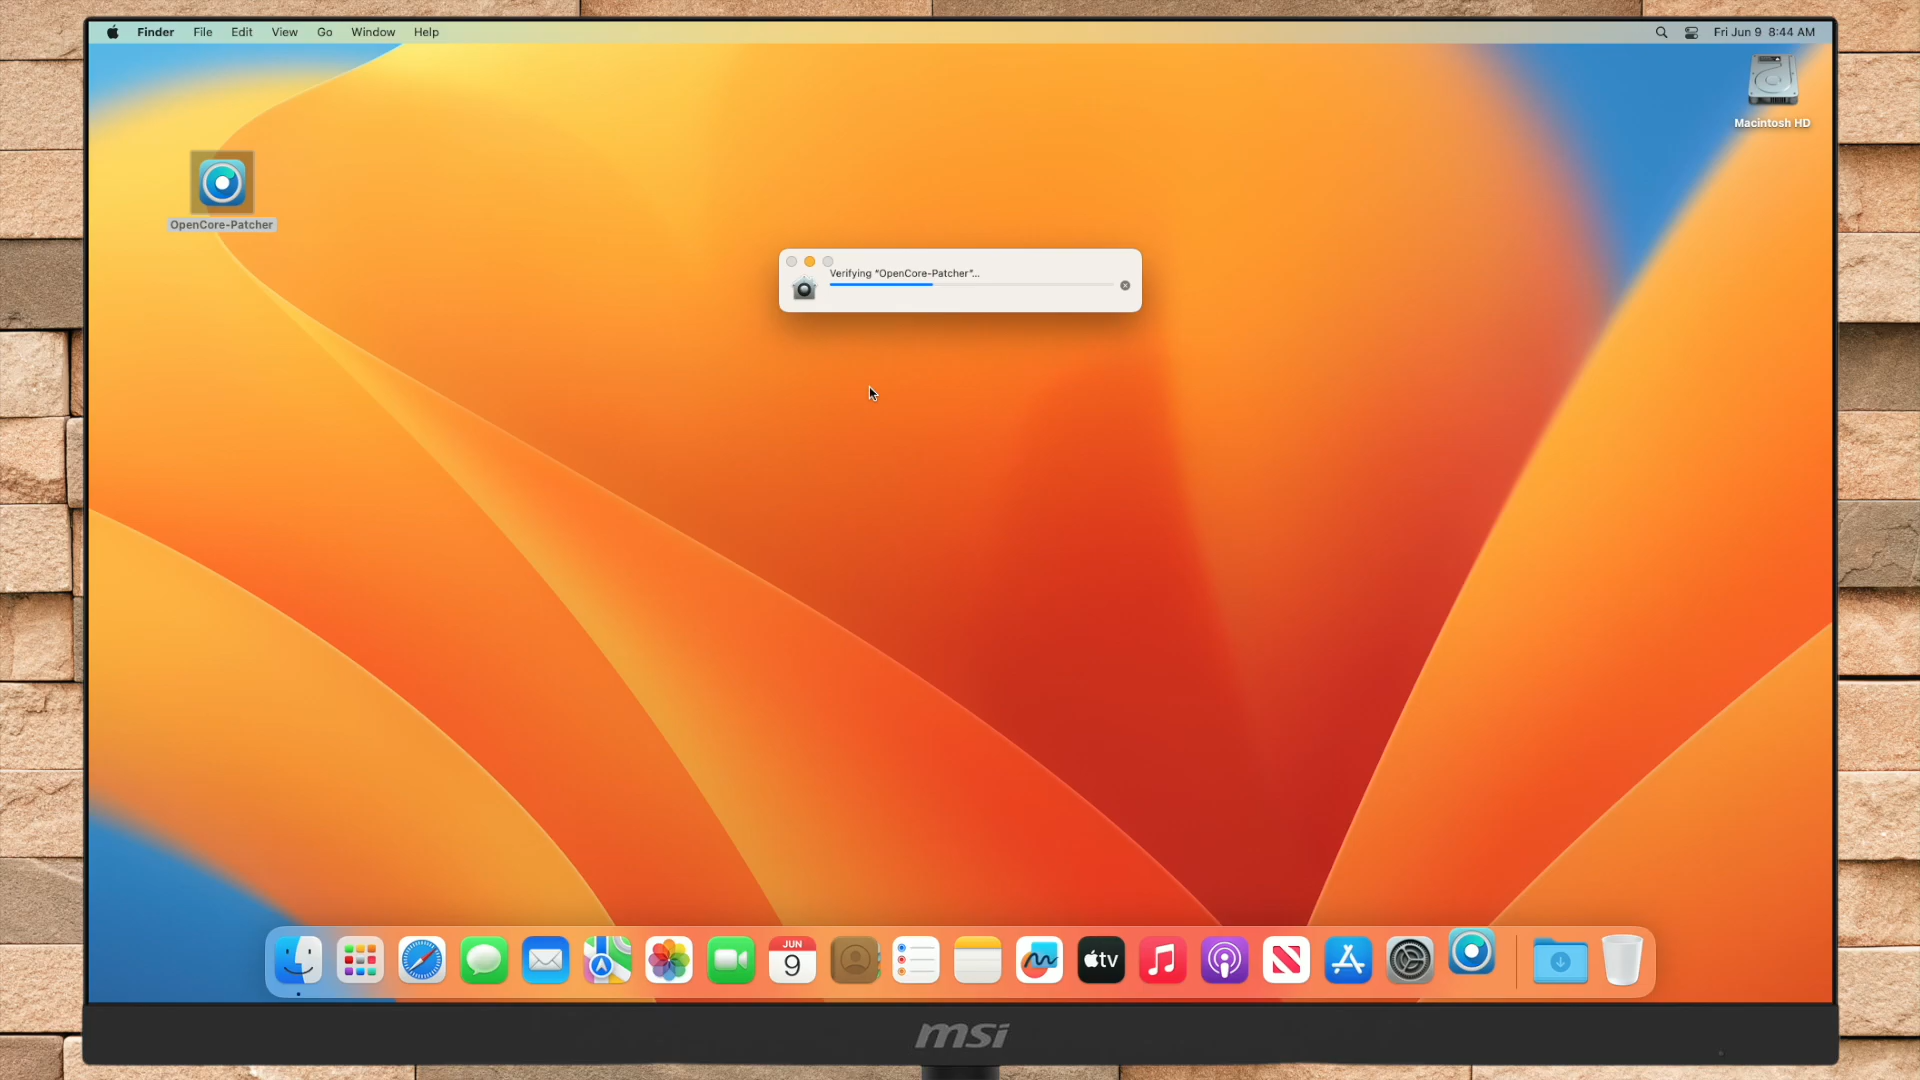 Finder File Edit View Go Window Help Fri Jun 9 8:44 AM
Macintosh HD
OpenCore-Patcher
Verifying “OpenCore-Patcher”...
JUN
9
tv
msi